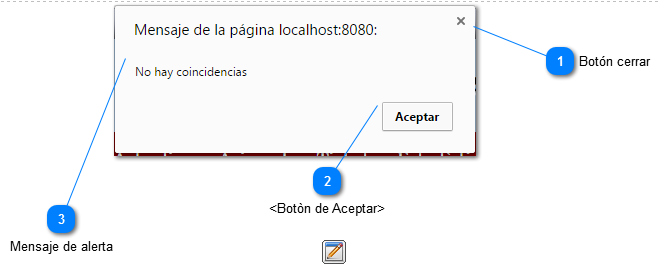 Mensaje de la página localhost:8080:
×
No hay coincidencias
1 Botón cerrar
Aceptar
2
<Botòn de Aceptar>
3
Mensaje de alerta